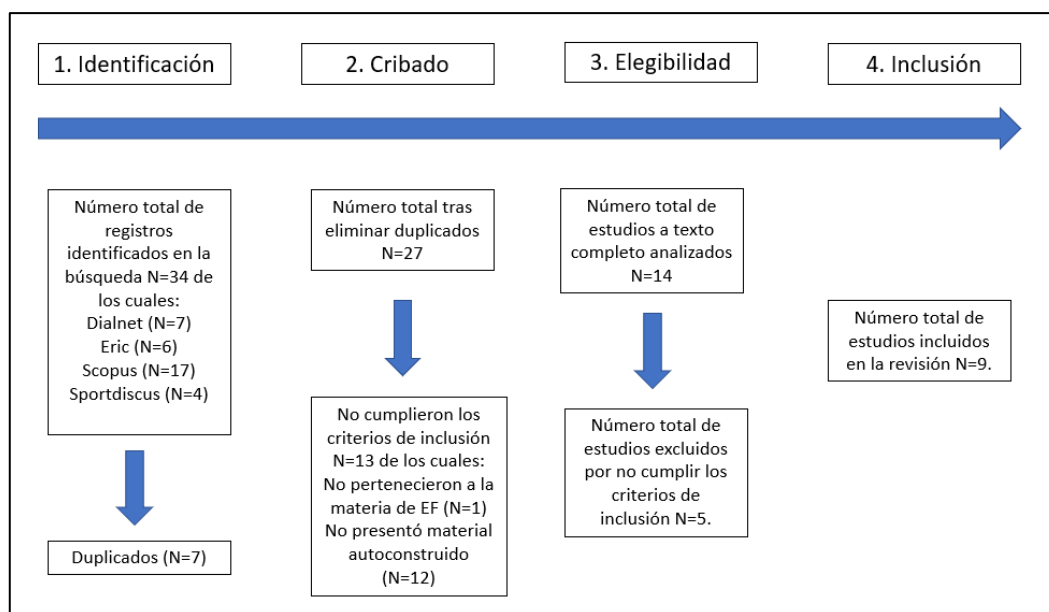 1. Identificación
2. Cribado
3. Elegibilidad
4. Inclusión
Número total de
registros
identificados en la
búsqueda N=34 de
los cuales:
Dialnet (N=7)
Eric (N=6)
Scopus (N=17)
Sportdiscus (N=4)
Duplicados (N=7)
Número total tras
eliminar duplicados
N=27
No cumplieron los
criterios de inclusión
N=13 de los cuales:
No pertenecieron a la
materia de EF (N=1)
No presentó material
autoconstruido
(N=12)
Número total de
estudios a texto
completo analizados
N=14
Número total de
estudios excluidos
por no cumplir los
criterios de
inclusión N=5.
Número total de
estudios incluidos
en la revisión N=9.